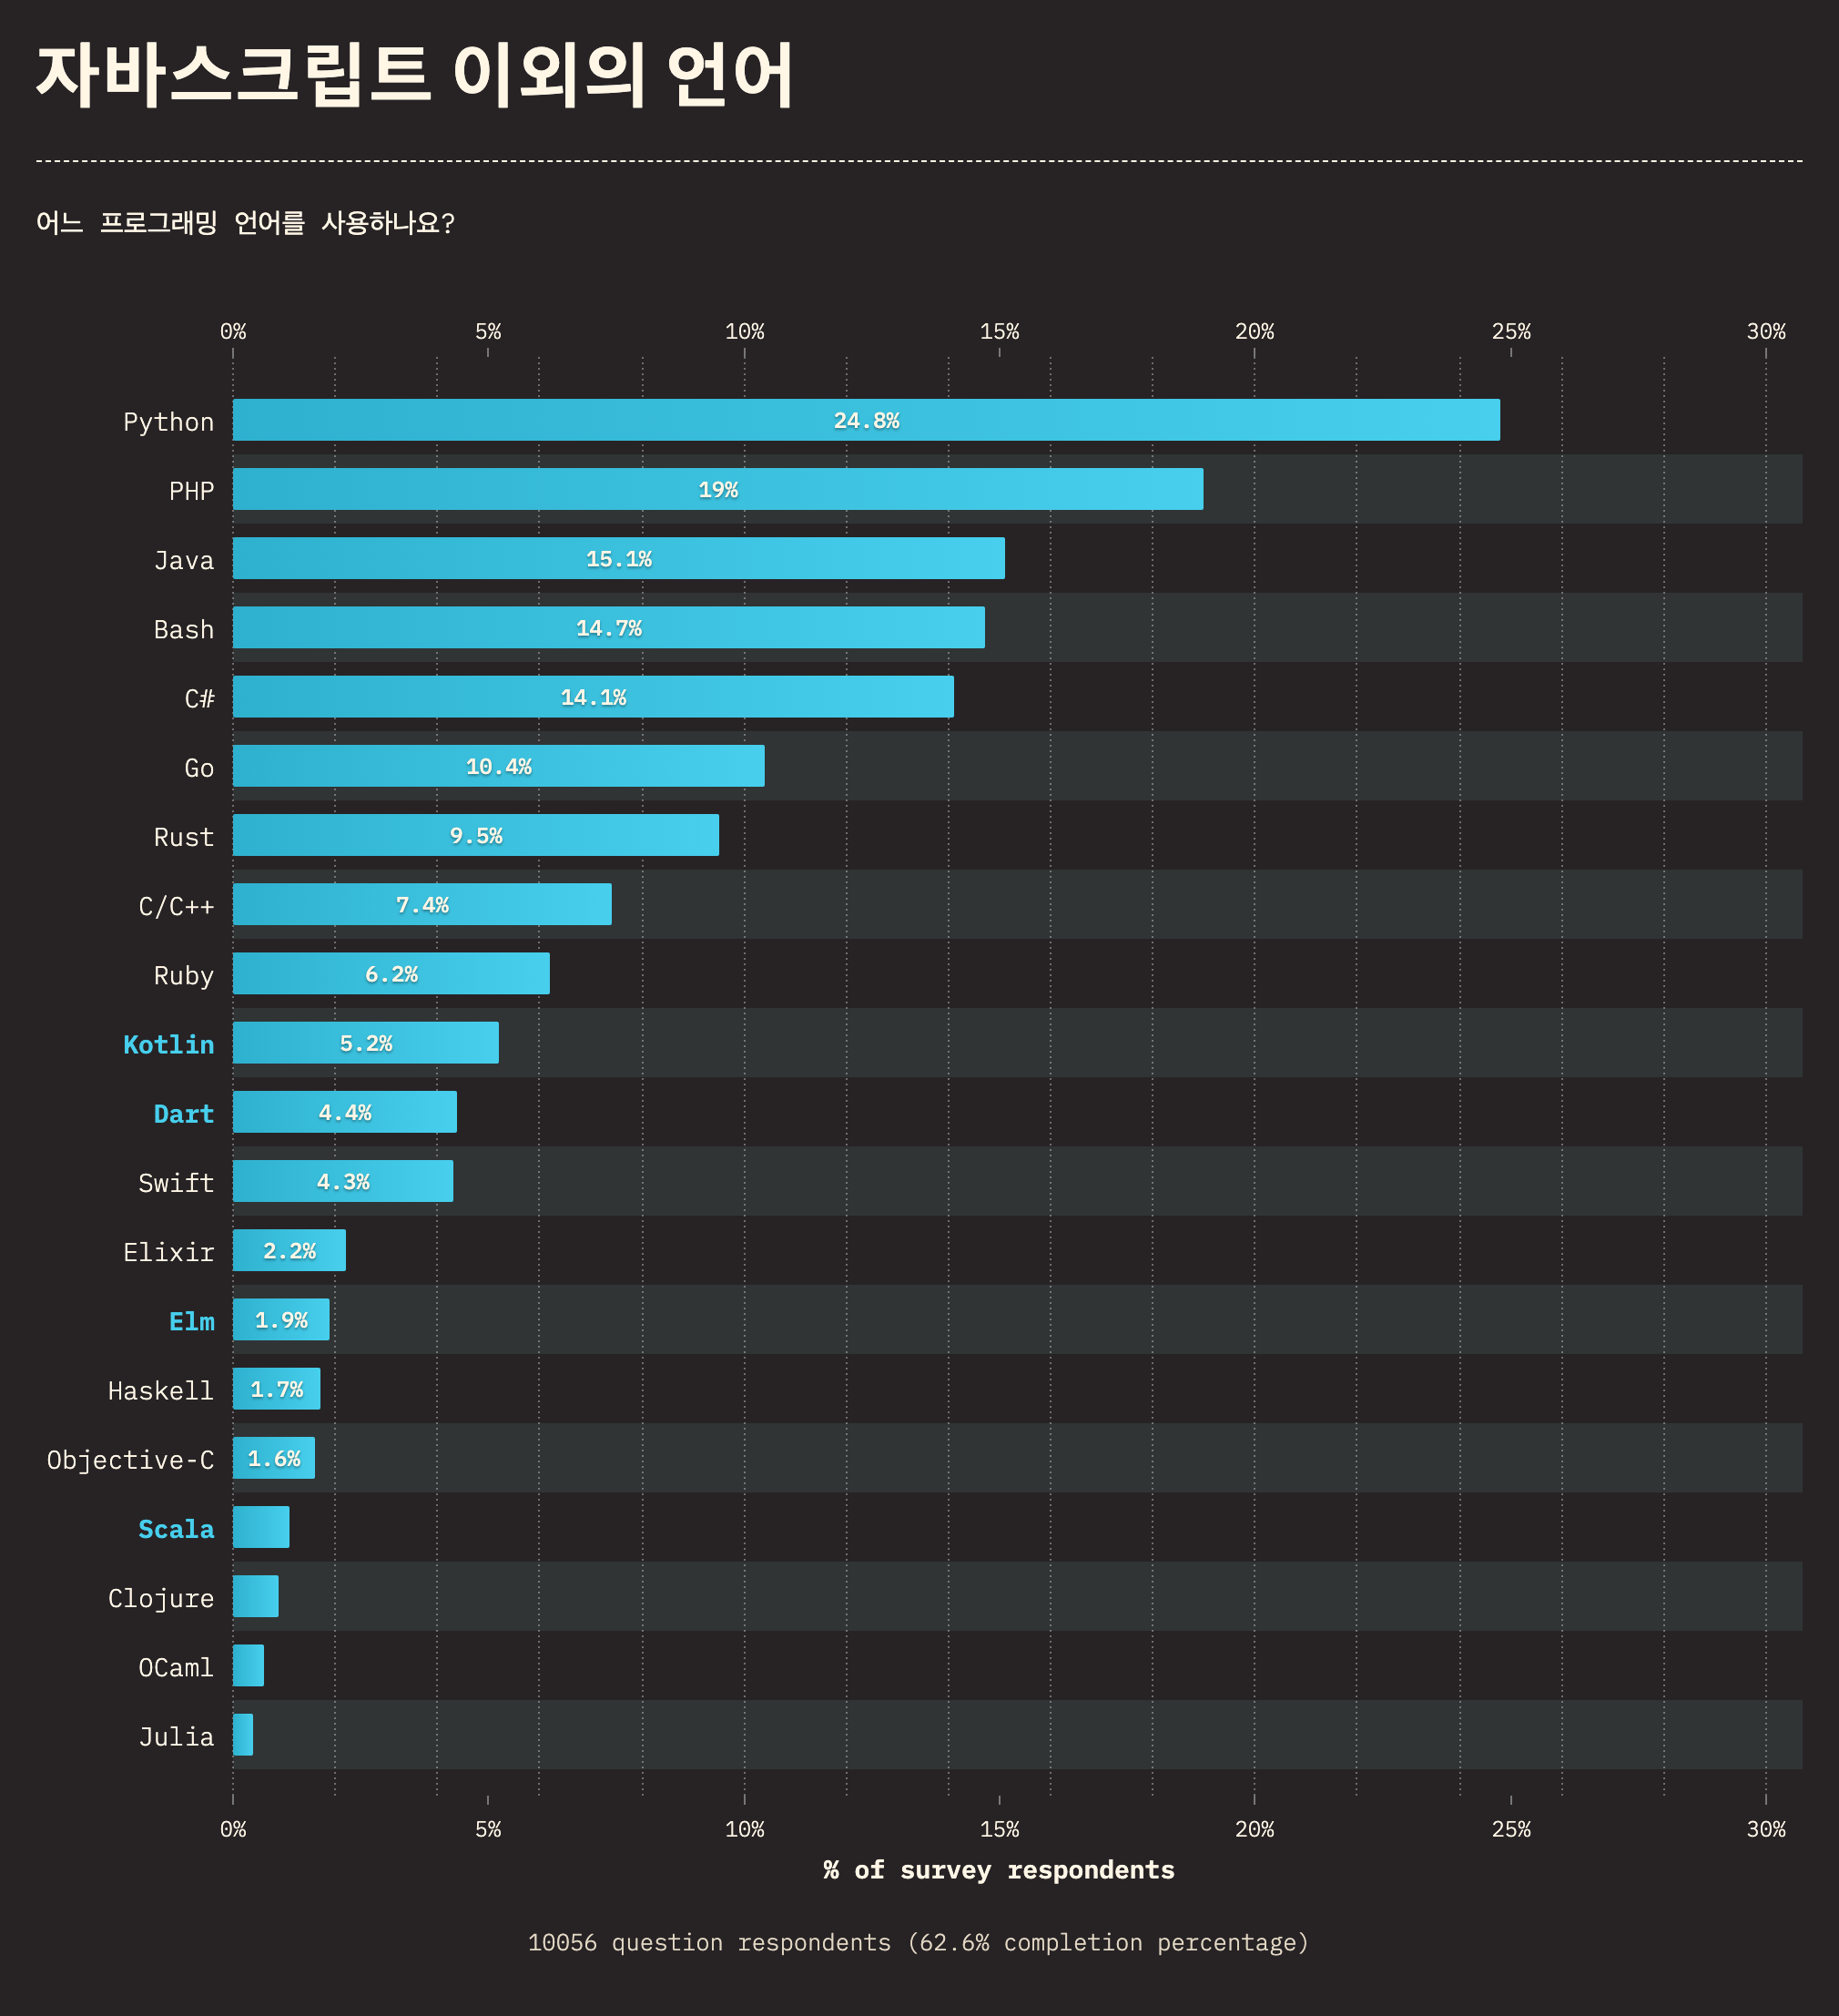 자바스크립트 이외의 언어
어느 프로그래밍 언어를 사용하나요?
0% 5% 10% 15% 20% 25% 30%
Python 24.8%
PHP 19%
Java 15.1%
Bash 14.7%
C# 14.1%
Go 10.4%
Rust 9.5%
C/C++ 7.4%
Ruby 6.2%
Kotlin 5.2%
Dart 4.4%
Swift 4.3%
Elixir 2.2%
Elm 1.9%
Haskell 1.7%
Objective-C 1.6%
Scala
Clojure
OCaml
Julia
0% 5% 10% 15% 20% 25% 30%
% of survey respondents
10056 question respondents (62.6% completion percentage)